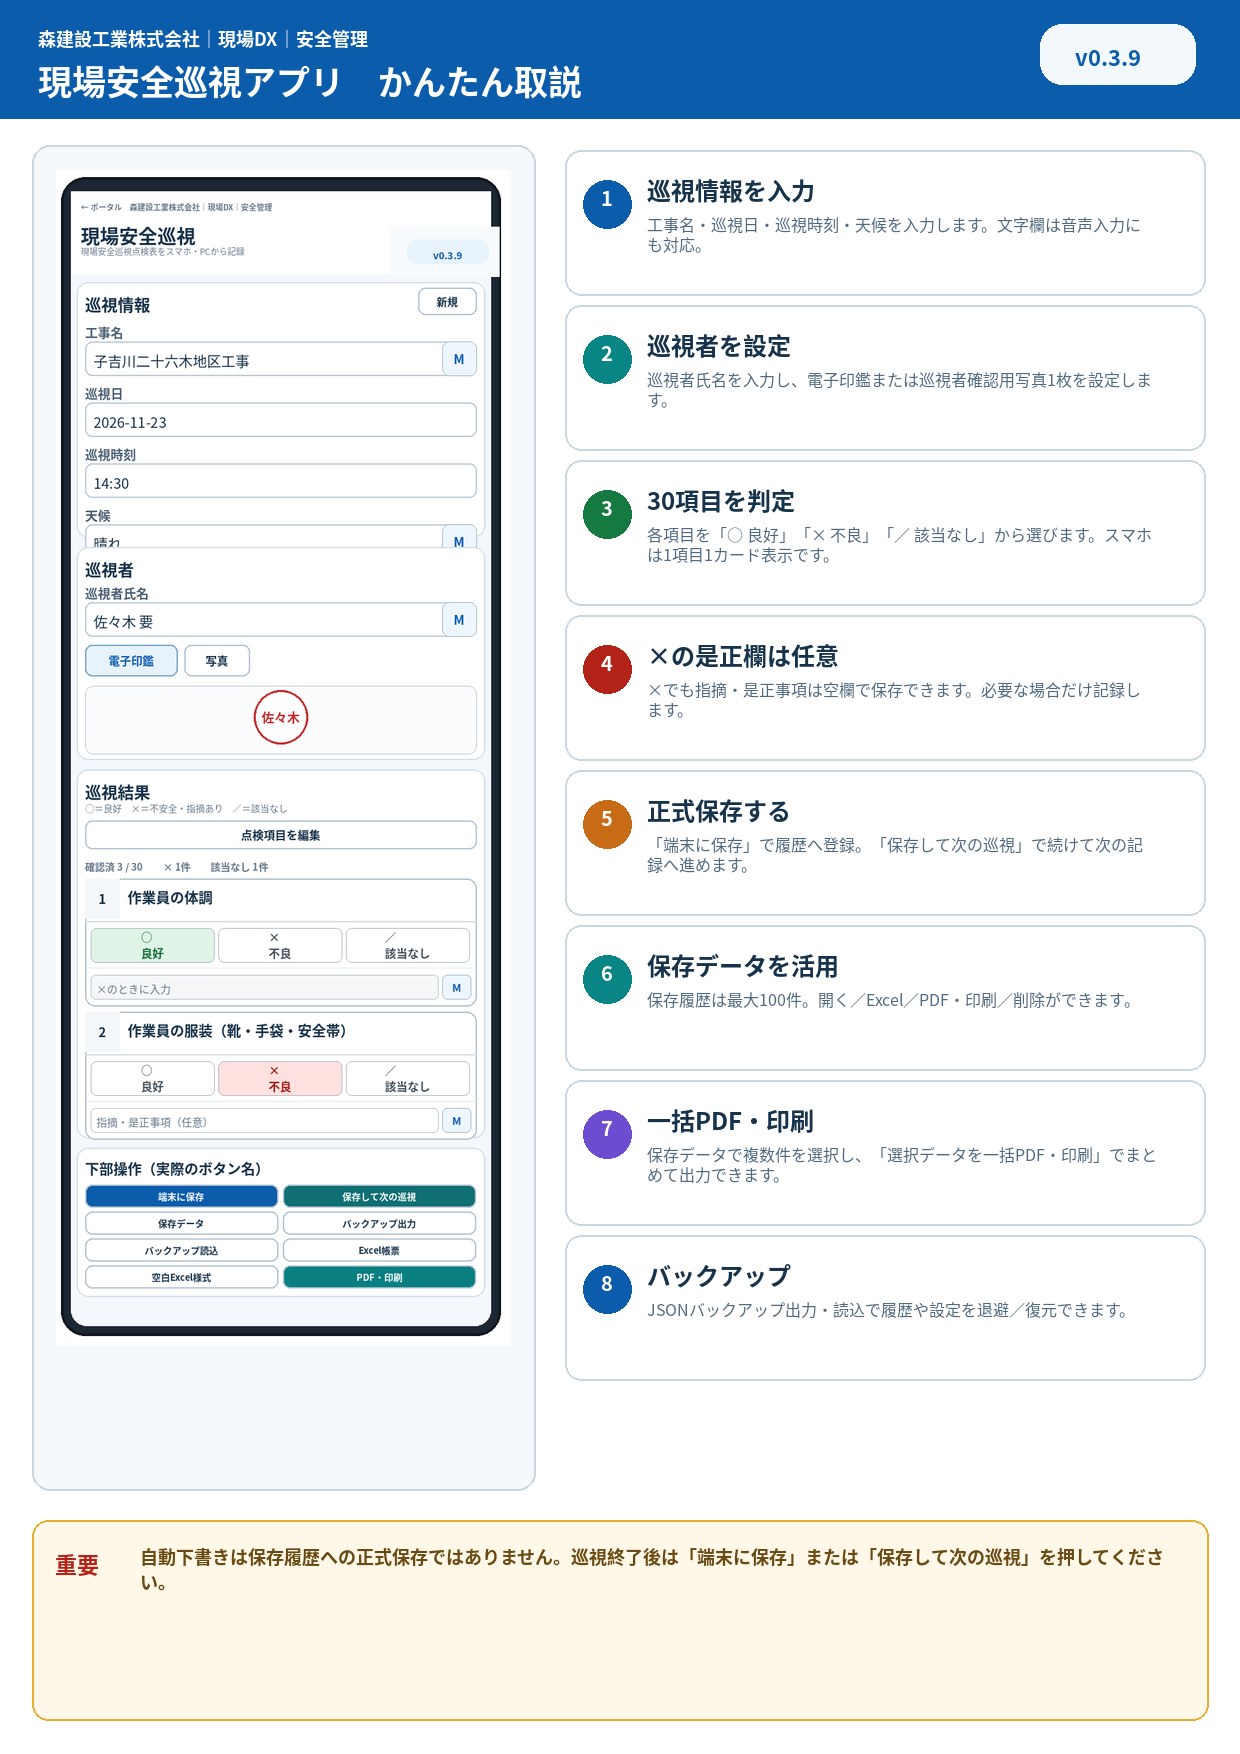 森建設工業株式会社｜現場DX｜安全管理
現場安全巡視アプリ　かんたん取説
v0.3.9
←ポータル　森建設工業株式会社｜現場DX｜安全管理
現場安全巡視
現場安全巡視点検表をスマホ・PCから記録
v0.3.9
巡視情報
新規
工事名
子吉川二十六木地区工事
M
巡視日
2026-11-23
巡視時刻
14:30
天候
晴れ
M
巡視者
巡視者氏名
佐々木 要
M
電子印鑑
写真
佐々木
巡視結果
○＝良好　×＝不安全・指摘あり　／＝該当なし
点検項目を編集
確認済 3 / 30　　× 1件　　該当なし 1件
1 作業員の体調
○ × ／
良好 不良 該当なし
×のときに入力 M
2 作業員の服装（靴・手袋・安全帯）
○ × ／
良好 不良 該当なし
指摘・是正事項（任意） M
下部操作（実際のボタン名）
端末に保存 保存して次の巡視
保存データ バックアップ出力
バックアップ読込 Excel帳票
空白Excel様式 PDF・印刷
1 巡視情報を入力
工事名・巡視日・巡視時刻・天候を入力します。文字欄は音声入力に
も対応。
2 巡視者を設定
巡視者氏名を入力し、電子印鑑または巡視者確認用写真1枚を設定しま
す。
3 30項目を判定
各項目を「○ 良好」「× 不良」「／ 該当なし」から選びます。スマホ
は1項目1カード表示です。
4 ×の是正欄は任意
×でも指摘・是正事項は空欄で保存できます。必要な場合だけ記録し
ます。
5 正式保存する
「端末に保存」で履歴へ登録。「保存して次の巡視」で続けて次の記
録へ進めます。
6 保存データを活用
保存履歴は最大100件。開く／Excel／PDF・印刷／削除ができます。
7 一括PDF・印刷
保存データで複数件を選択し、「選択データを一括PDF・印刷」でまと
めて出力できます。
8 バックアップ
JSONバックアップ出力・読込で履歴や設定を退避／復元できます。
重要
自動下書きは保存履歴への正式保存ではありません。巡視終了後は「端末に保存」または「保存して次の巡視」を押してくださ
い。